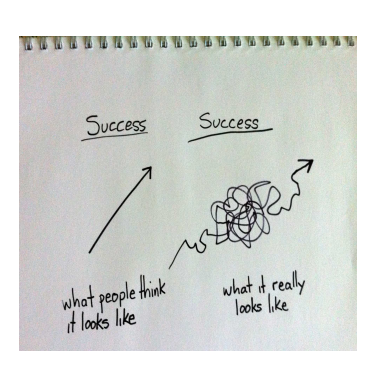 Success
what people think
it looks like
Success
what it really
looks like